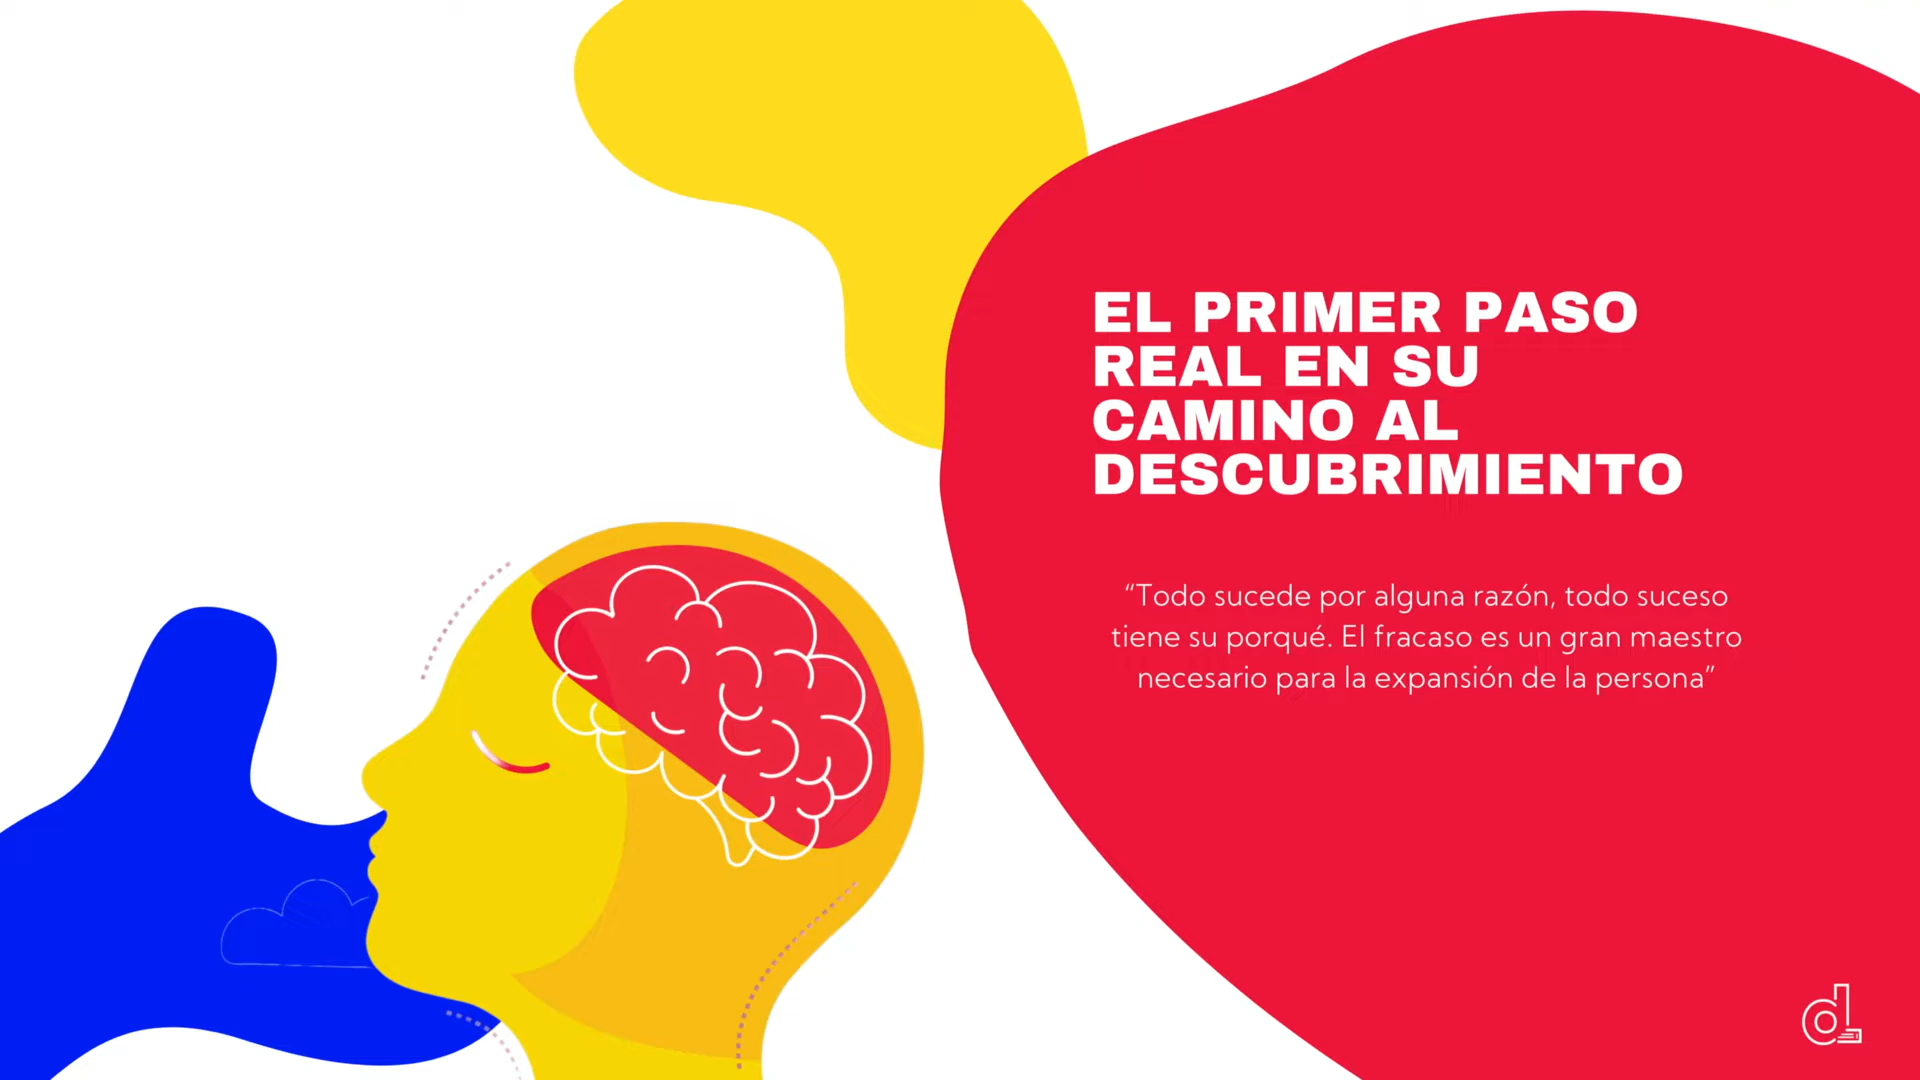 EL PRIMER PASO
REAL EN SU
CAMINO AL
DESCUBRIMIENTO
“Todo sucede por alguna razón, todo suceso
tiene su porqué. El fracaso es un gran maestro
necesario para la expansión de la persona”